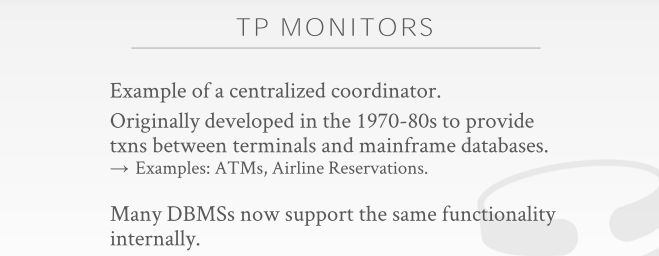 TP MONITORS
Example of a centralized coordinator.
Originally developed in the 1970-80s to provide
txns between terminals and mainframe databases.
→ Examples: ATMs, Airline Reservations.
Many DBMSs now support the same functionality
internally.